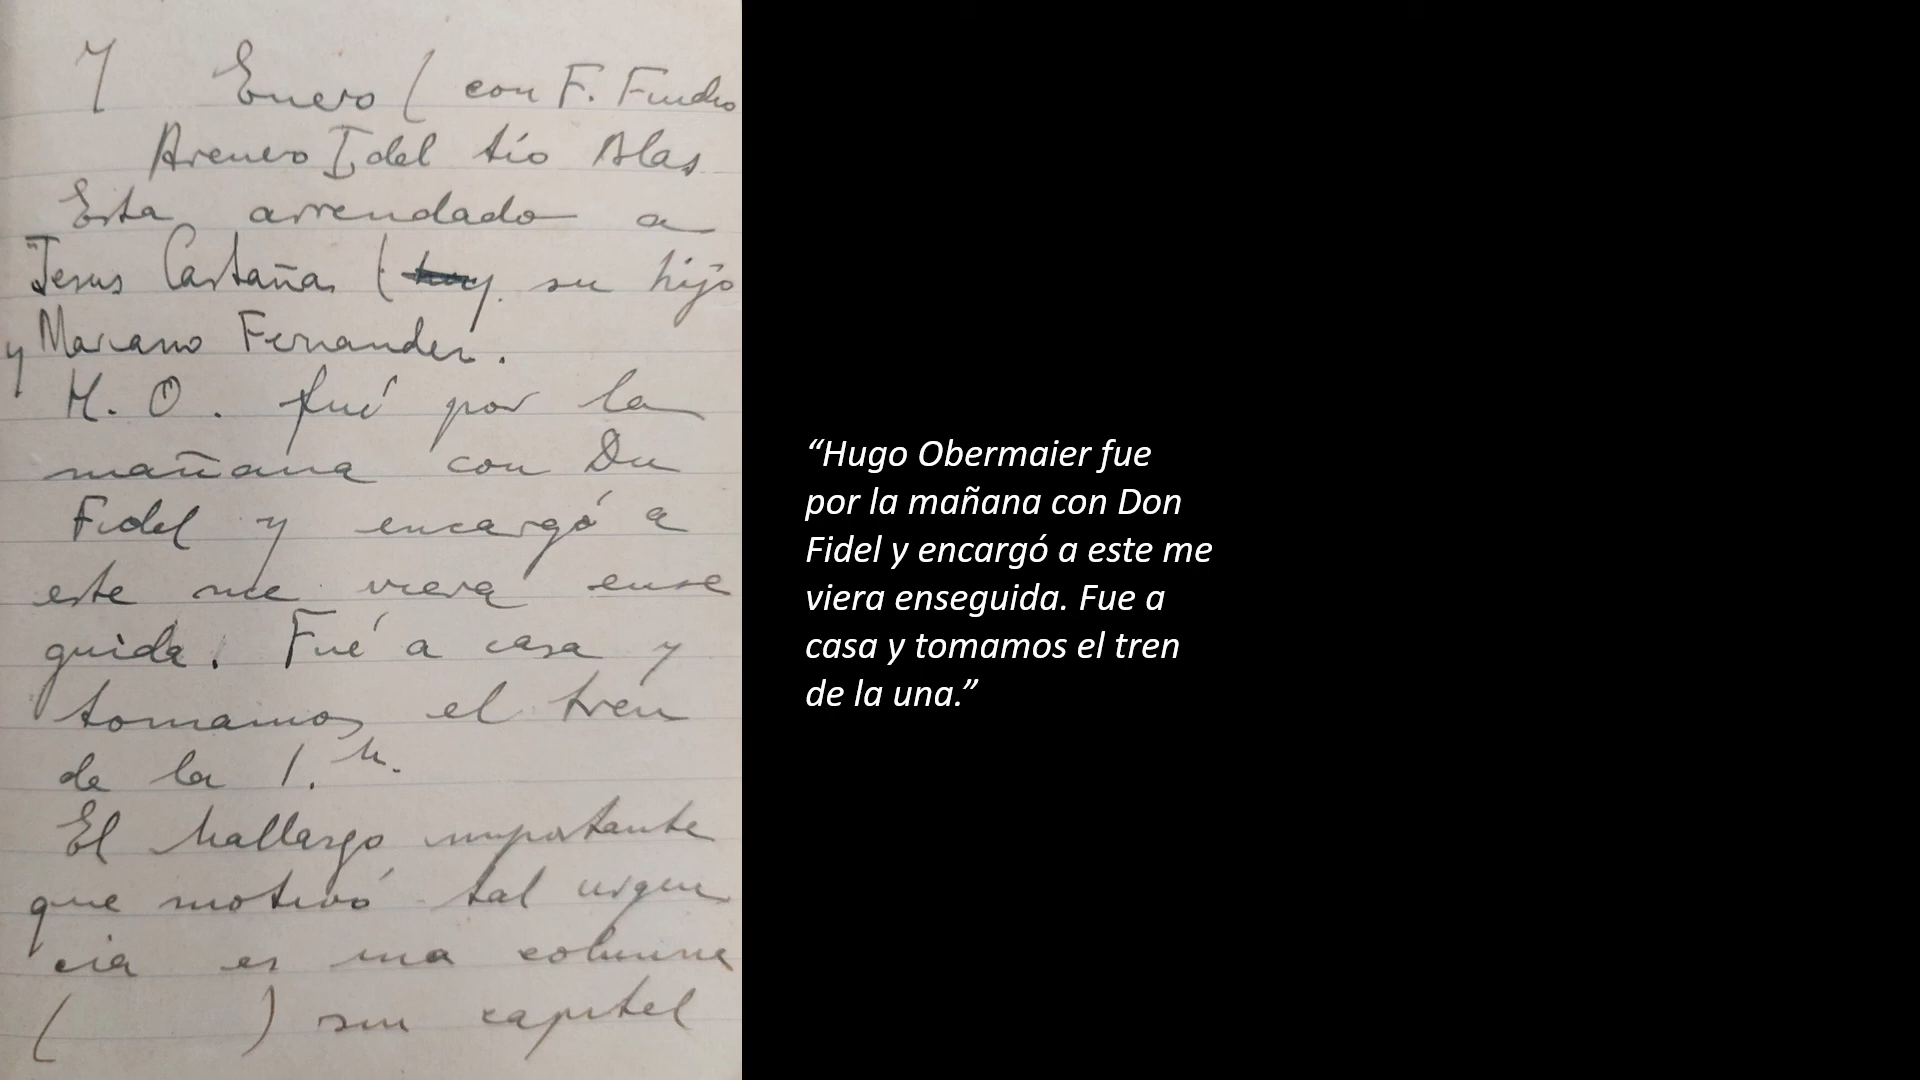 7 Enero ( con F. Fuidio
Arenero I del tío Blas
Esta arrendado a
Jesus Castaña ( hoy su hijo
y Mariano Fernandez.
H. O. fué por la
mañana con Dn
Fidel y encargó a
este me viera ense
guida. Fué a casa y
tomamos el tren
de la 1.
El hallazgo importante
que motivó tal urgen
cia es una columna
( ) sin capitel
“Hugo Obermaier fue
por la mañana con Don
Fidel y encargó a este me
viera enseguida. Fue a
casa y tomamos el tren
de la una.”